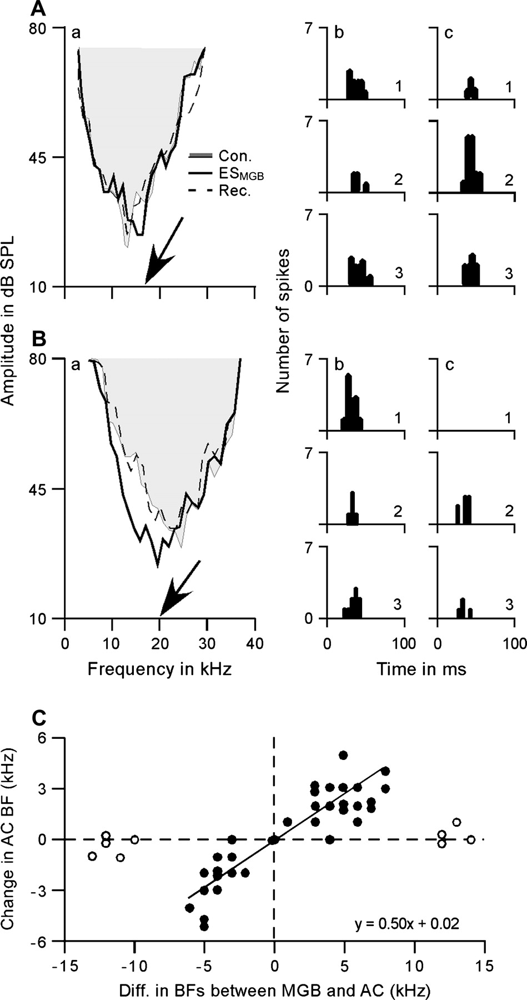 A
80
a
7
b
c
1
1
7
2
2
45
Con.
ESMGB
Rec.
7
3
3
0
10
Amplitude in dB SPL
Number of spikes
B
80
a
7
b
c
1
1
7
2
2
45
7
3
3
0
10
0 10 20 30 40
0 100 0 100
Frequency in kHz
Time in ms
C
6
3
0
-3
-6
Change in AC BF (kHz)
y = 0.50x + 0.02
-15 -10 -5 0 5 10 15
Diff. in BFs between MGB and AC (kHz)